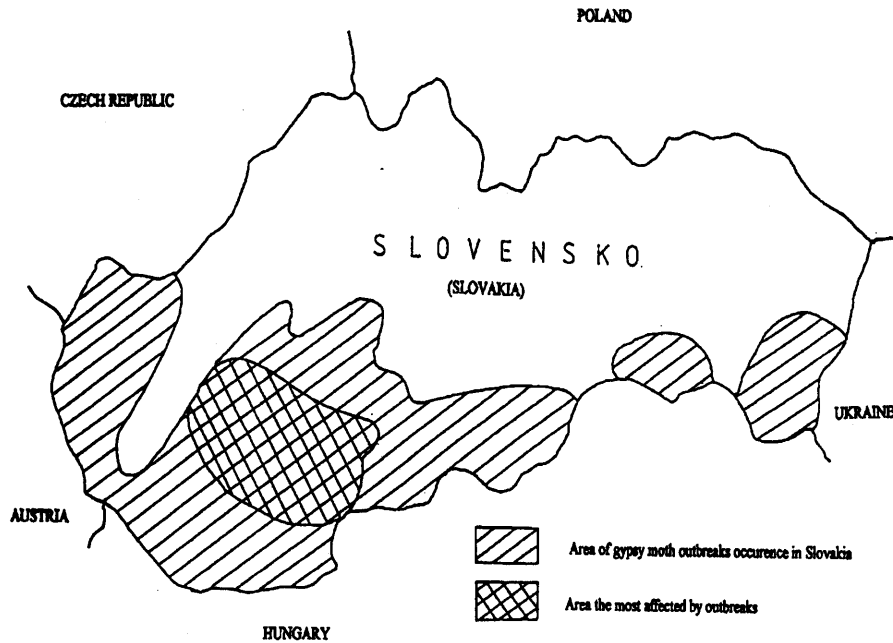 POLAND
CZECH REPUBLIC
SLOVENSKO
(SLOVAKIA)
UKRAINE
AUSTRIA
Area of gypsy moth outbreaks occurence in Slovakia
Area the most affected by outbreaks
HUNGARY